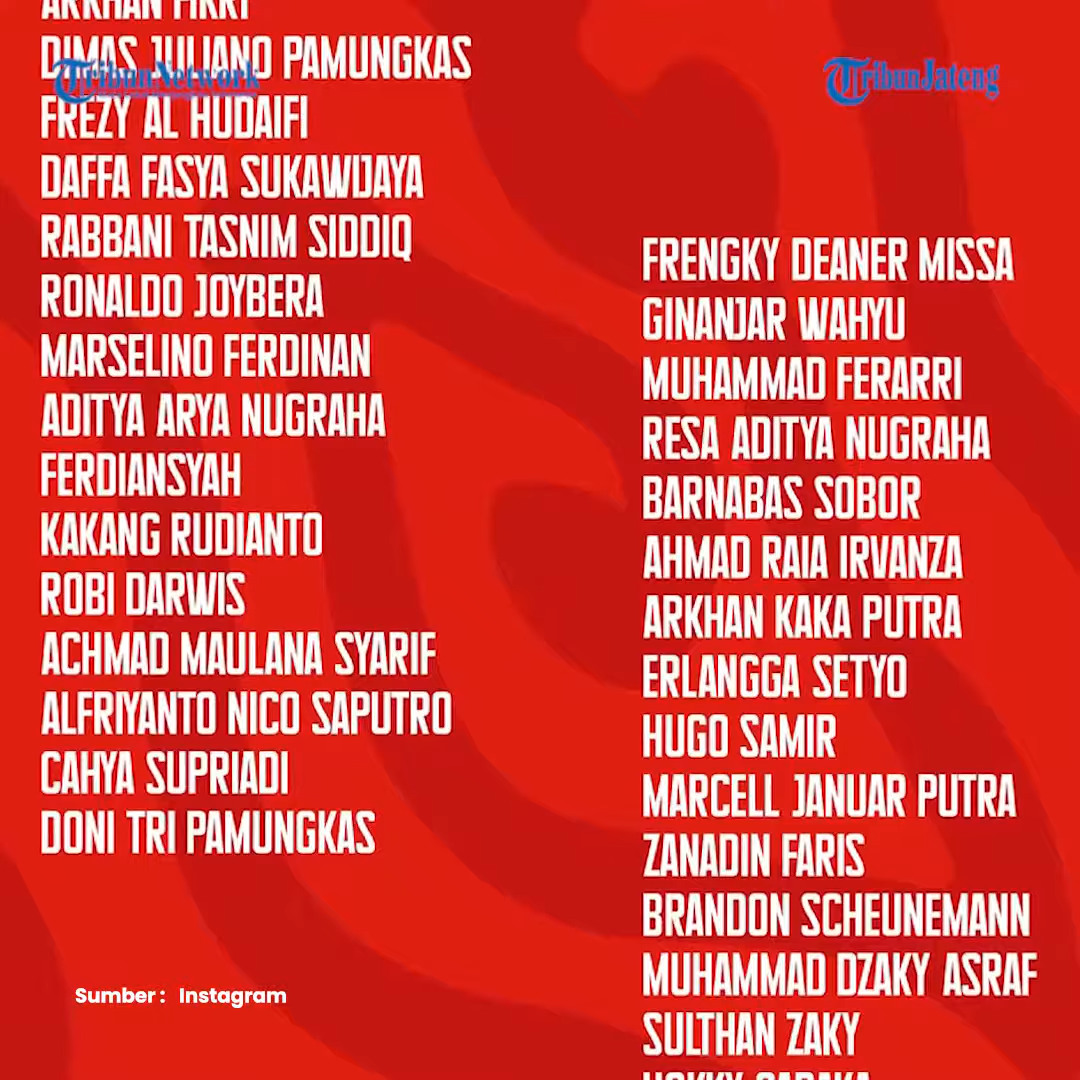 ARKHAN FIKRI
DIMAS JULIANO PAMUNGKAS
TribunNetwork
FREZY AL HUDAIFI
DAFFA FASYA SUKAWIJAYA
RABBANI TASNIM SIDDIQ
RONALDO JOYBERA
MARSELINO FERDINAN
ADITYA ARYA NUGRAHA
FERDIANSYAH
KAKANG RUDIANTO
ROBI DARWIS
ACHMAD MAULANA SYARIF
ALFRIYANTO NICO SAPUTRO
CAHYA SUPRIADI
DONI TRI PAMUNGKAS
Sumber : Instagram
TribunJateng
FRENGKY DEANER MISSA
GINANJAR WAHYU
MUHAMMAD FERARRI
RESA ADITYA NUGRAHA
BARNABAS SOBOR
AHMAD RAIA IRVANZA
ARKHAN KAKA PUTRA
ERLANGGA SETYO
HUGO SAMIR
MARCELL JANUAR PUTRA
ZANADIN FARIS
BRANDON SCHEUNEMANN
MUHAMMAD DZAKY ASRAF
SULTHAN ZAKY